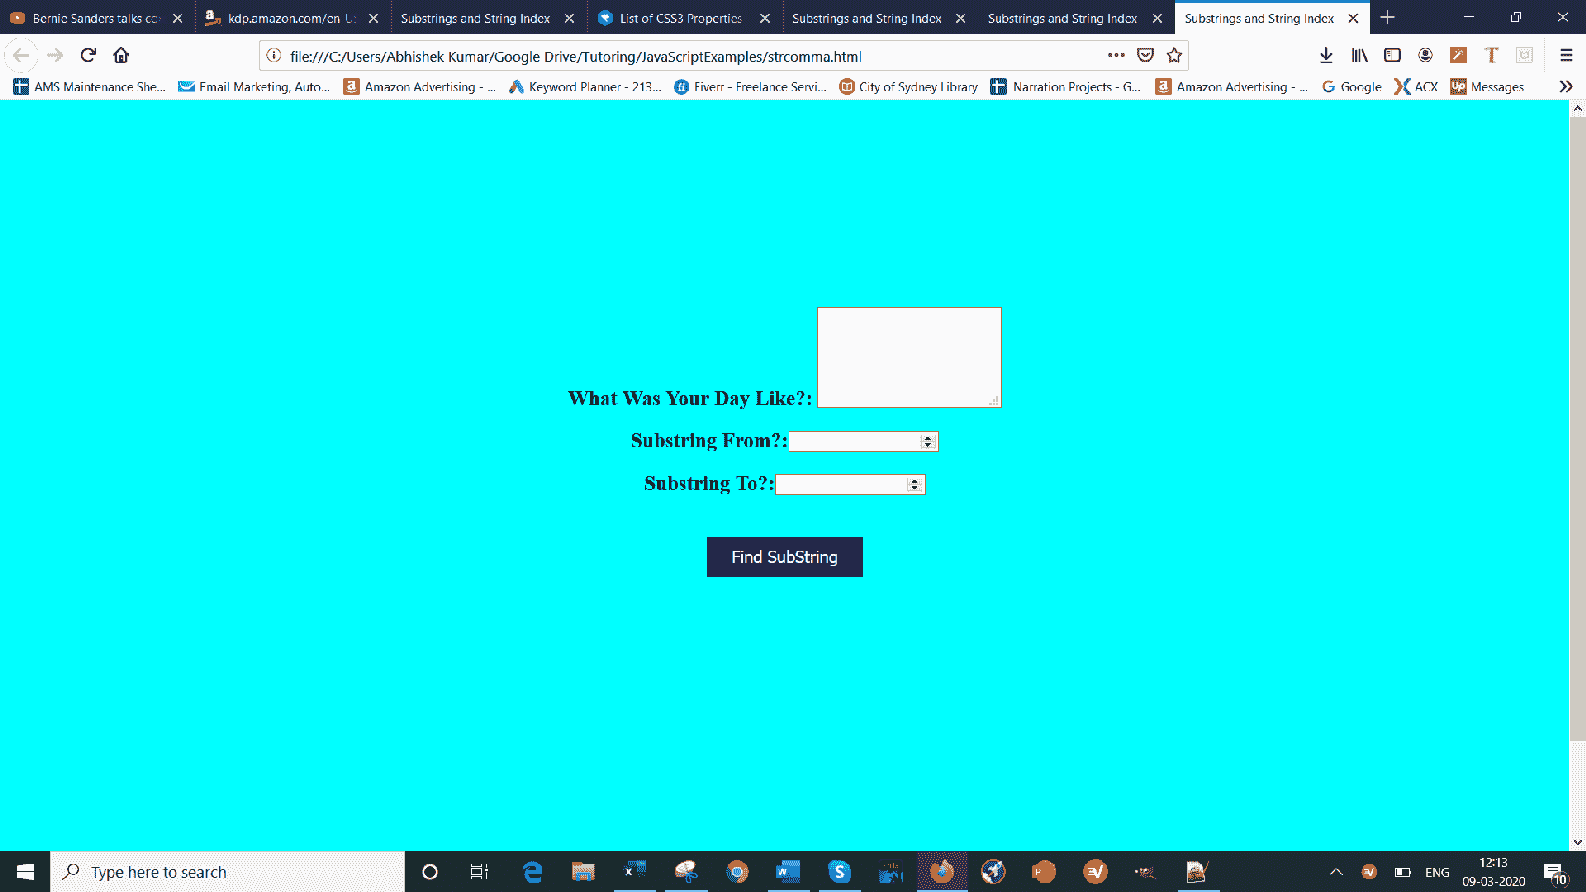 Bernie Sanders talks co
kdp.amazon.com/en_U
Substrings and String Index
List of CSS3 Properties
Substrings and String Index
Substrings and String Index
Substrings and String Index
file:///C:/Users/Abhishek Kumar/Google Drive/Tutoring/JavaScriptExamples/strcomma.html
AMS Maintenance She...
Email Marketing, Auto...
Amazon Advertising - ...
Keyword Planner - 213...
Fiverr - Freelance Servi...
City of Sydney Library
Narration Projects - G...
Amazon Advertising - ...
Google
ACX
Messages
What Was Your Day Like?:
Substring From?:
Substring To?:
Find SubString
Type here to search
ENG
12:13
09-03-2020
10